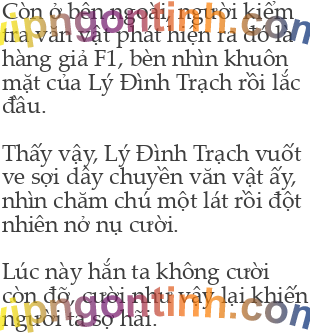 Còn ở bên ngoài, người kiểm
tra văn vật phát hiện ra đó là
hàng giả F1, bèn nhìn khuôn
mặt của Lý Đình Trạch rồi lắc
đầu.
Thấy vậy, Lý Đình Trạch vuốt
ve sợi dây chuyền văn vật ấy,
nhìn chăm chú một lát rồi đột
nhiên nở nụ cười.
Lúc này hắn ta không cười
còn đỡ, cười như vậy lại khiến
người ta sợ hãi.
vipngontinh.com
vipngontinh.com